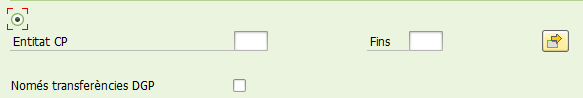 Entitat CP Fins
Només transferències DGP